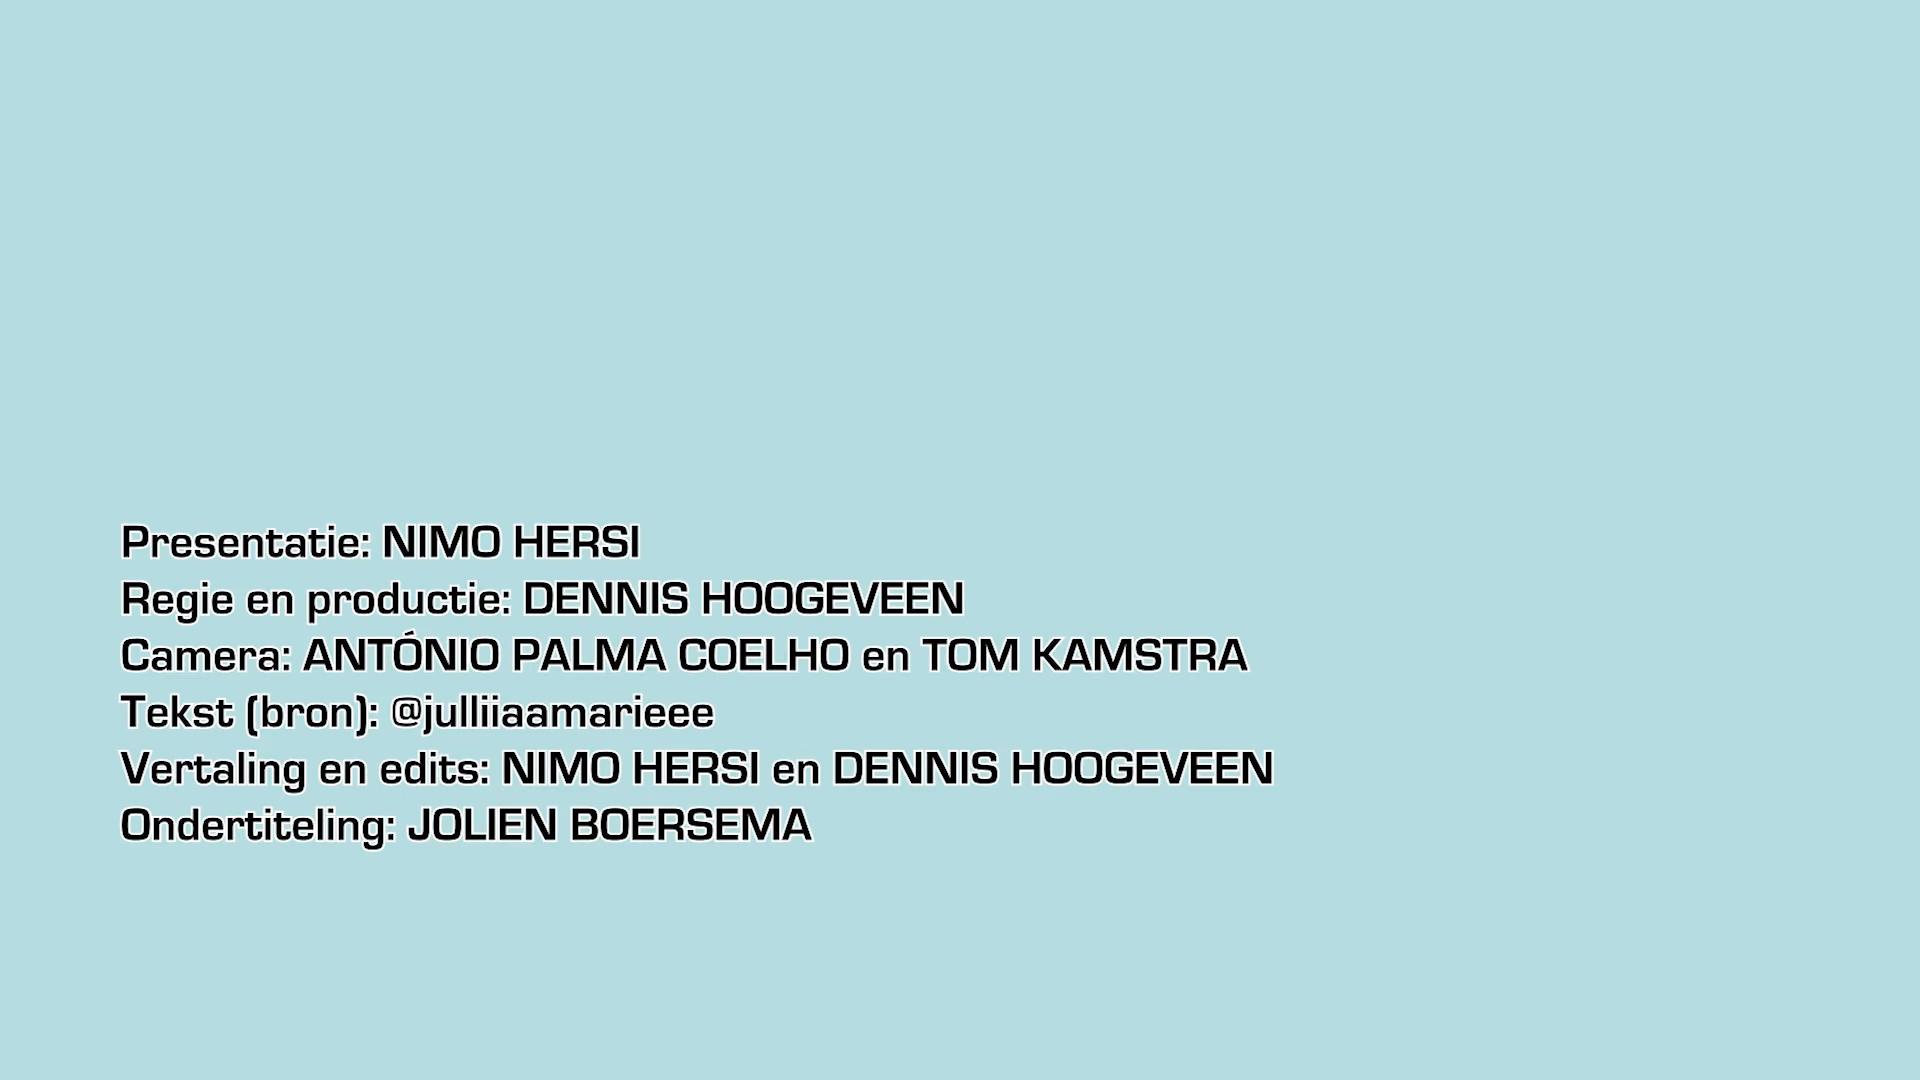 Presentatie: NIMO HERSI
Regie en productie: DENNIS HOOGEVEEN
Camera: ANTÓNIO PALMA COELHO en TOM KAMSTRA
Tekst (bron): @julliiaamarieee
Vertaling en edits: NIMO HERSI en DENNIS HOOGEVEEN
Ondertiteling: JOLIEN BOERSEMA